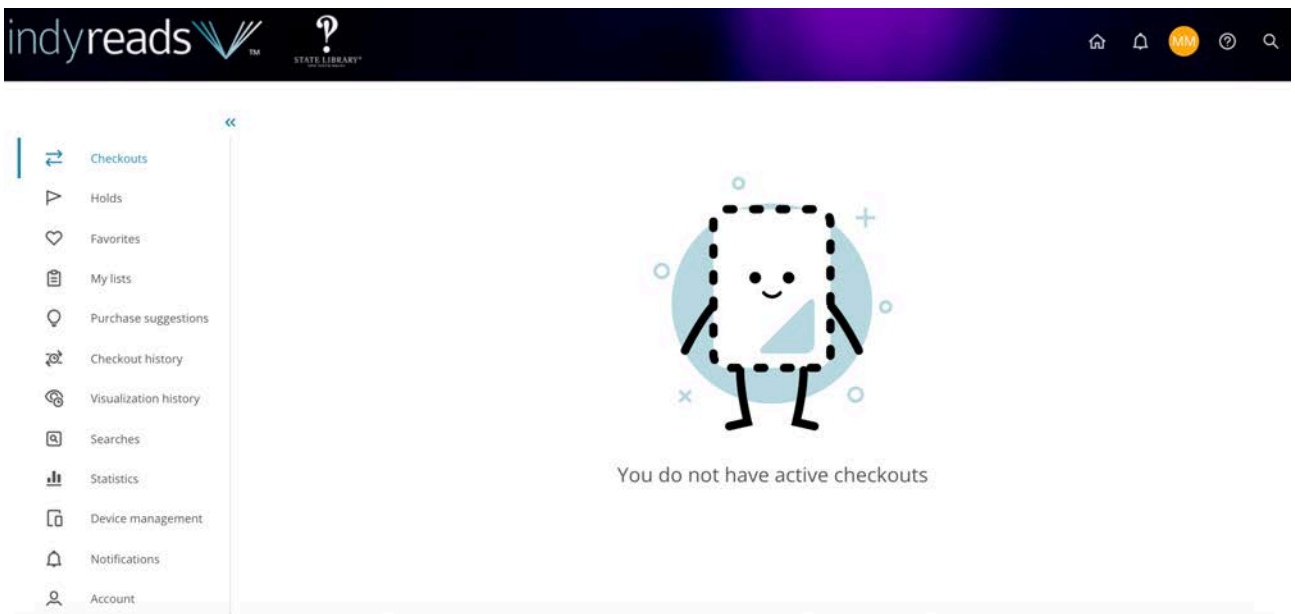 indyreads ™
STATE LIBRARY®
MM
Checkouts
Holds
Favorites
My lists
Purchase suggestions
Checkout history
Visualization history
Searches
Statistics
Device management
Notifications
Account
You do not have active checkouts